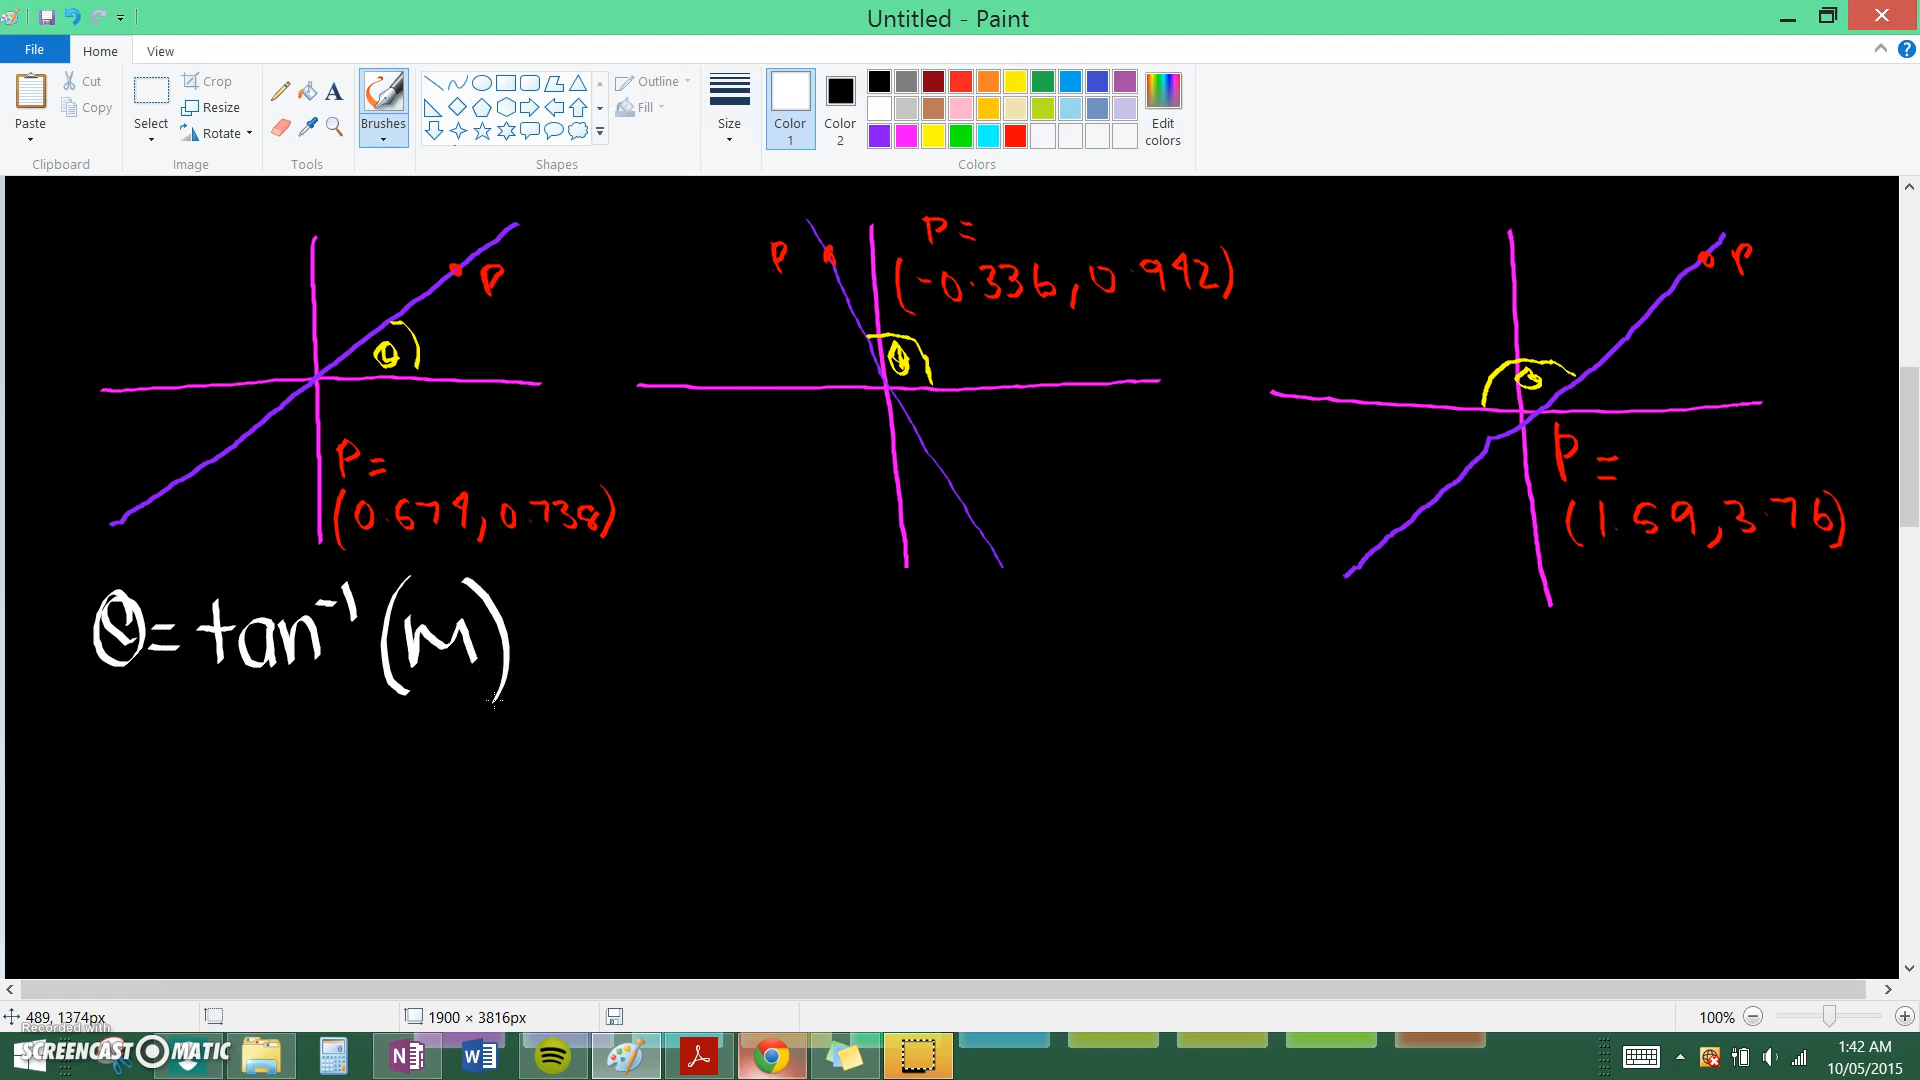 Untitled - Paint
File
Home
View
Paste
Cut
Copy
Clipboard
Select
Crop
Resize
Rotate
Image
A
Tools
Brushes
Shapes
Outline
Fill
Size
Color 1
Color 2
Edit colors
Colors
P
P =
(0.674, 0.738)
P
P =
(-0.336, 0.942)
P
P =
(1.59, 3.76)
θ = tan⁻¹ (m)
489, 1374px
1900 × 3816px
100%
Recorded with
SCREENCAST MATIC
1:42 AM
10/05/2015